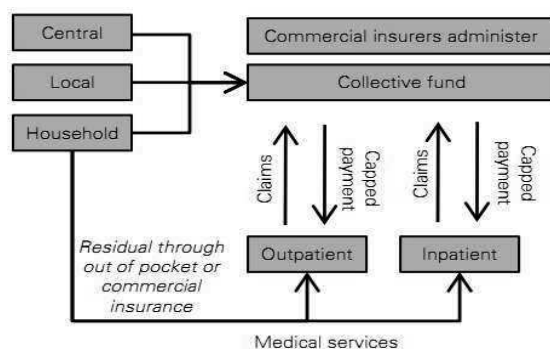 Central
Local
Household
Commercial insurers administer
Collective fund
Claims
Capped
payment
Claims
Capped
payment
Residual through
out of pocket or
commercial
insurance
Outpatient
Inpatient
Medical services